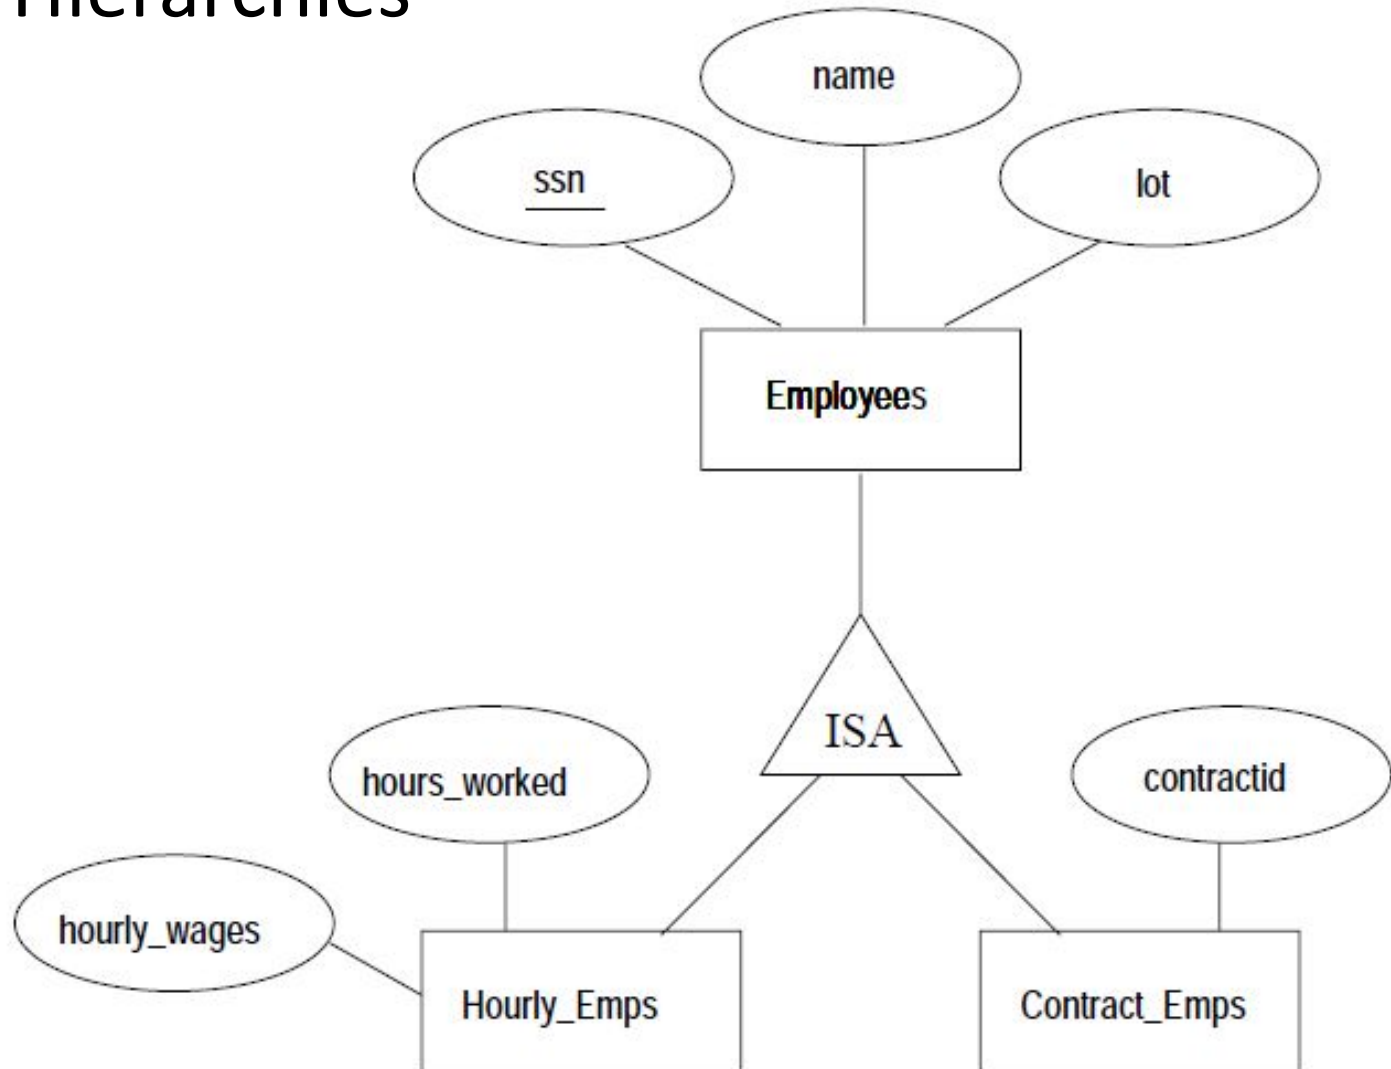 Hierarchies
name
ssn
lot
Employees
ISA
hours_worked
contractid
hourly_wages
Hourly_Emps
Contract_Emps